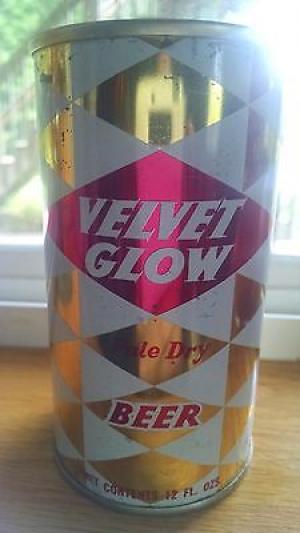 VELVET
GLOW
Pale Dry
BEER
NET CONTENTS 12 FL. OZS.